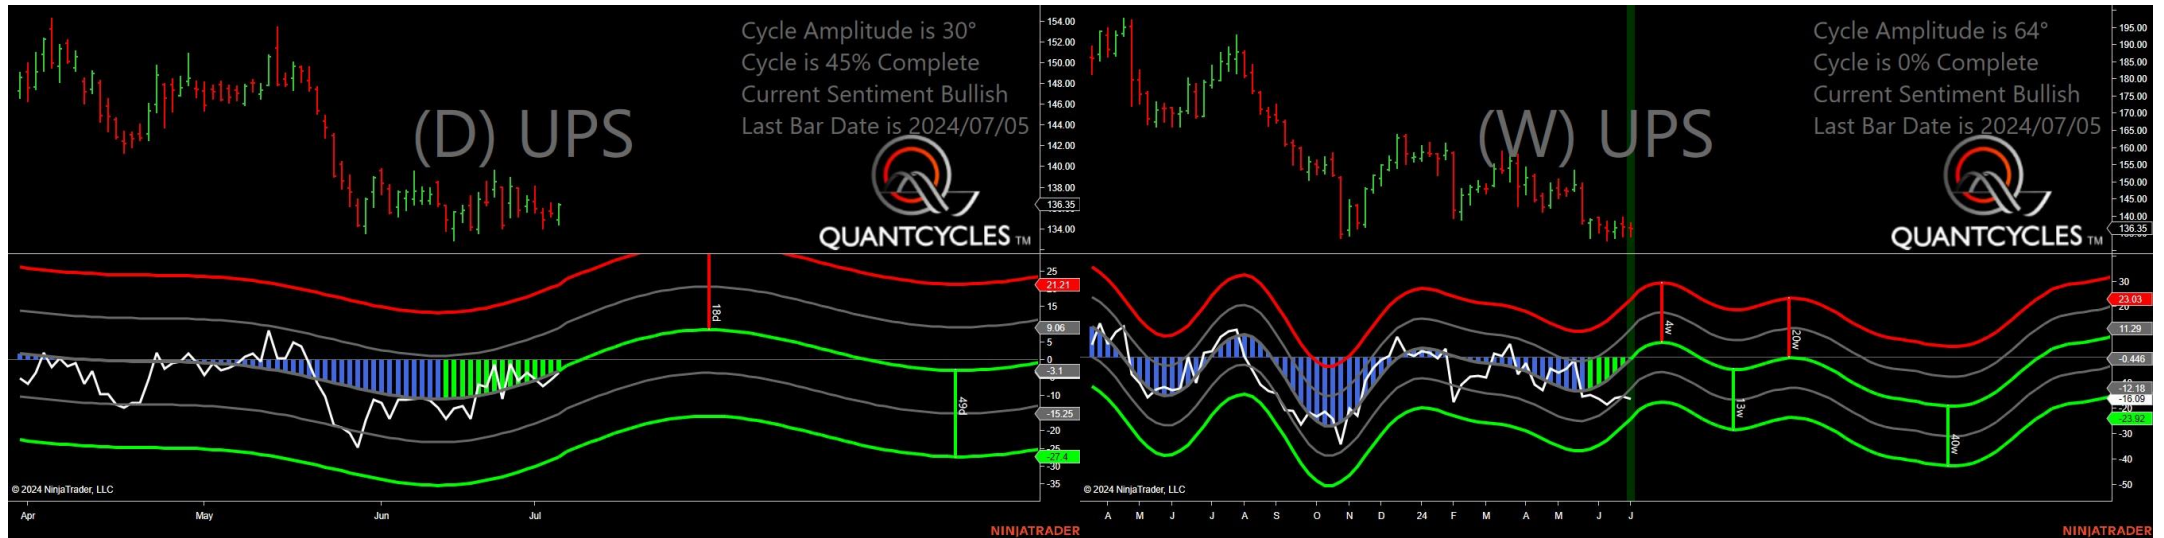 Cycle Amplitude is 30°
Cycle is 45% Complete
Current Sentiment Bullish
Last Bar Date is 2024/07/05
(D) UPS
QUANTCYCLES TM
154.00
152.00
150.00
148.00
146.00
144.00
142.00
140.00
138.00
136.35
134.00
25
21.21
15
9.06
5
0
-3.1
-10
-15.25
-20
-25
-27.4
-30
-35
18d
49d
© 2024 NinjaTrader, LLC
Apr May Jun Jul
NINJATRADER
Cycle Amplitude is 64°
Cycle is 0% Complete
Current Sentiment Bullish
Last Bar Date is 2024/07/05
(W) UPS
QUANTCYCLES TM
195.00
190.00
185.00
180.00
175.00
170.00
165.00
160.00
155.00
150.00
145.00
140.00
136.35
30
23.03
20
11.29
-0.446
-12.18
-16.09
-20
-23.92
-30
-40
-50
4w
13w
20w
40w
© 2024 NinjaTrader, LLC
A M J J A S O N D 24 F M A M J J
NINJATRADER